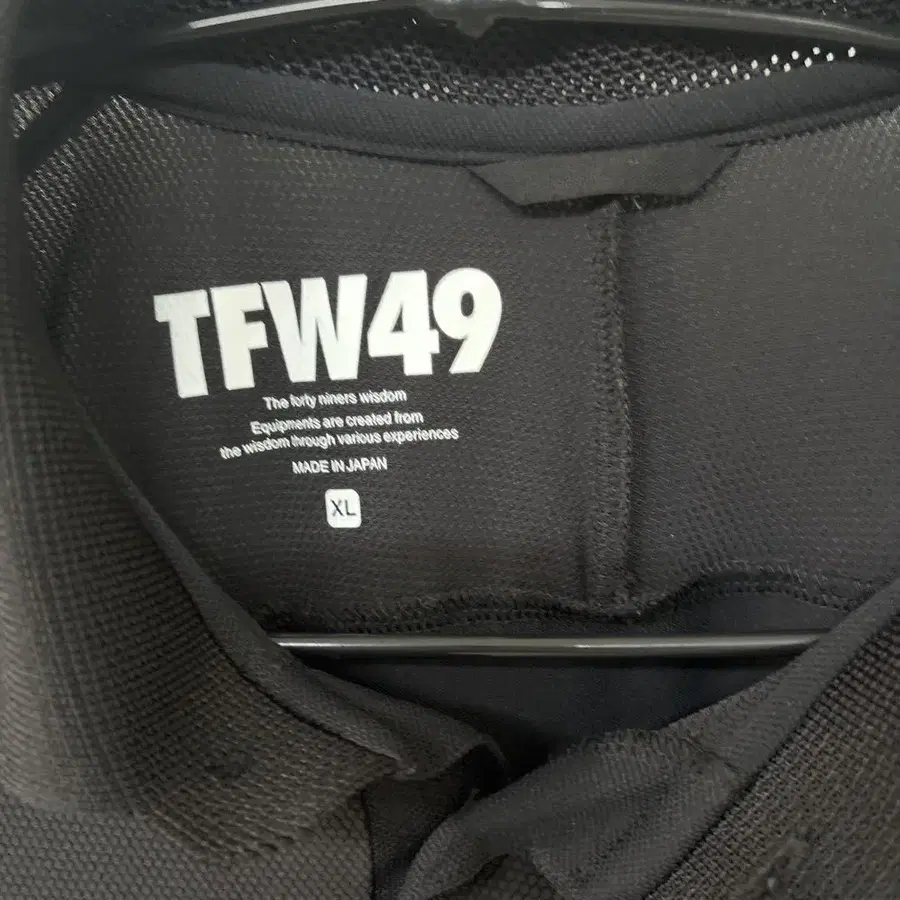 TFW49
The forty niners wisdom
Equipments are created from
the wisdom through various experiences
MADE IN JAPAN
XL